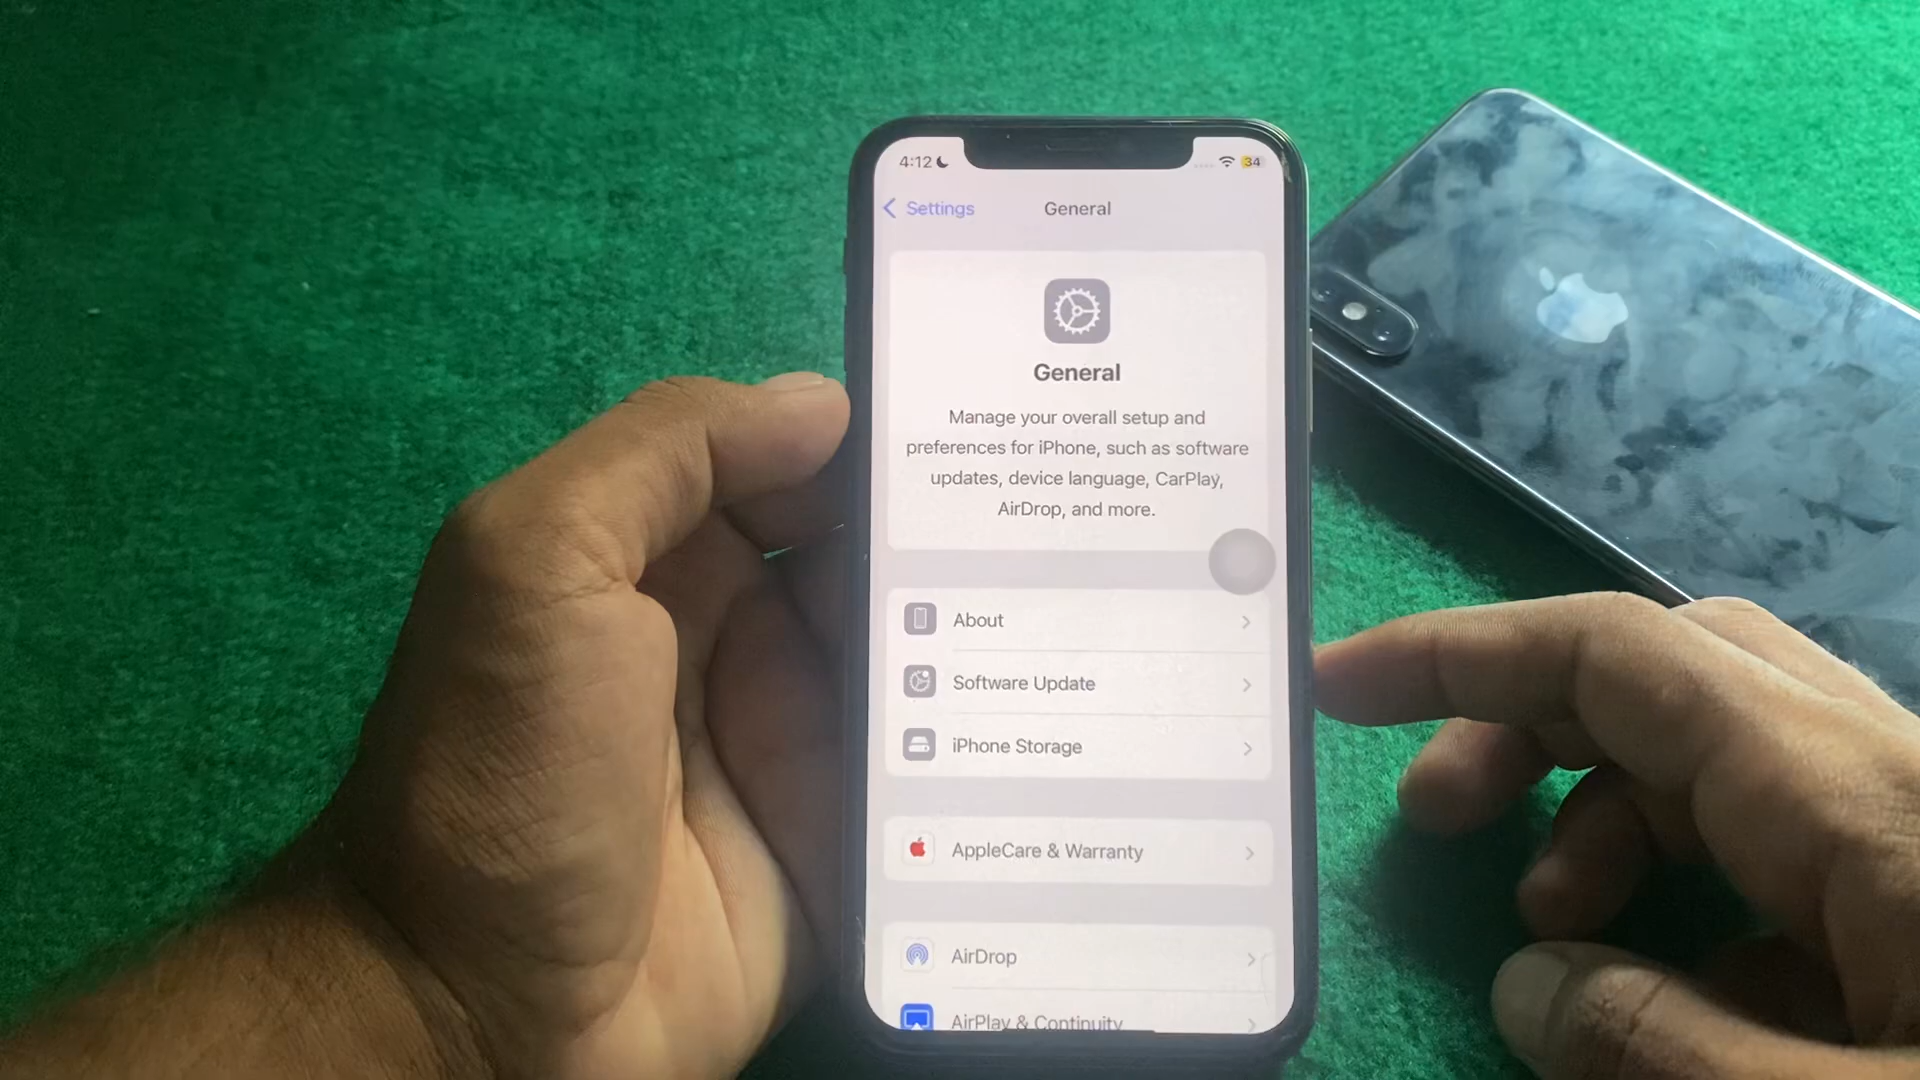 4:12
34
Settings
General
General
Manage your overall setup and
preferences for iPhone, such as software
updates, device language, CarPlay,
AirDrop, and more.
About
Software Update
iPhone Storage
AppleCare & Warranty
AirDrop
AirPlay & Continuity